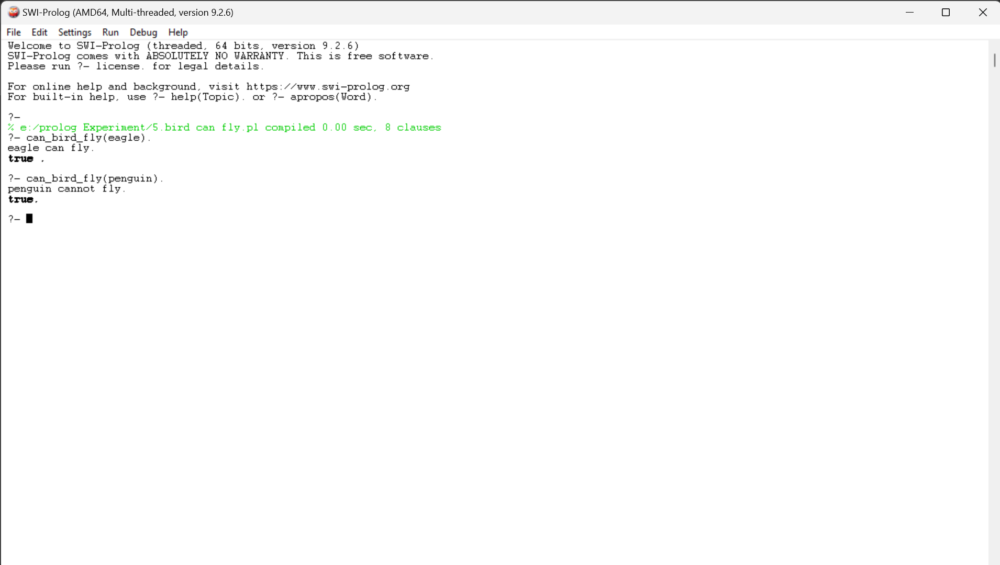 SWI-Prolog (AMD64, Multi-threaded, version 9.2.6)
File Edit Settings Run Debug Help
Welcome to SWI-Prolog (threaded, 64 bits, version 9.2.6)
SWI-Prolog comes with ABSOLUTELY NO WARRANTY. This is free software.
Please run ?- license. for legal details.
For online help and background, visit https://www.swi-prolog.org
For built-in help, use ?- help(Topic). or ?- apropos(Word).
?-
% e:/prolog Experiment/5.bird can fly.pl compiled 0.00 sec, 8 clauses
?- can_bird_fly(eagle).
eagle can fly.
true .
?- can_bird_fly(penguin).
penguin cannot fly.
true.
?-